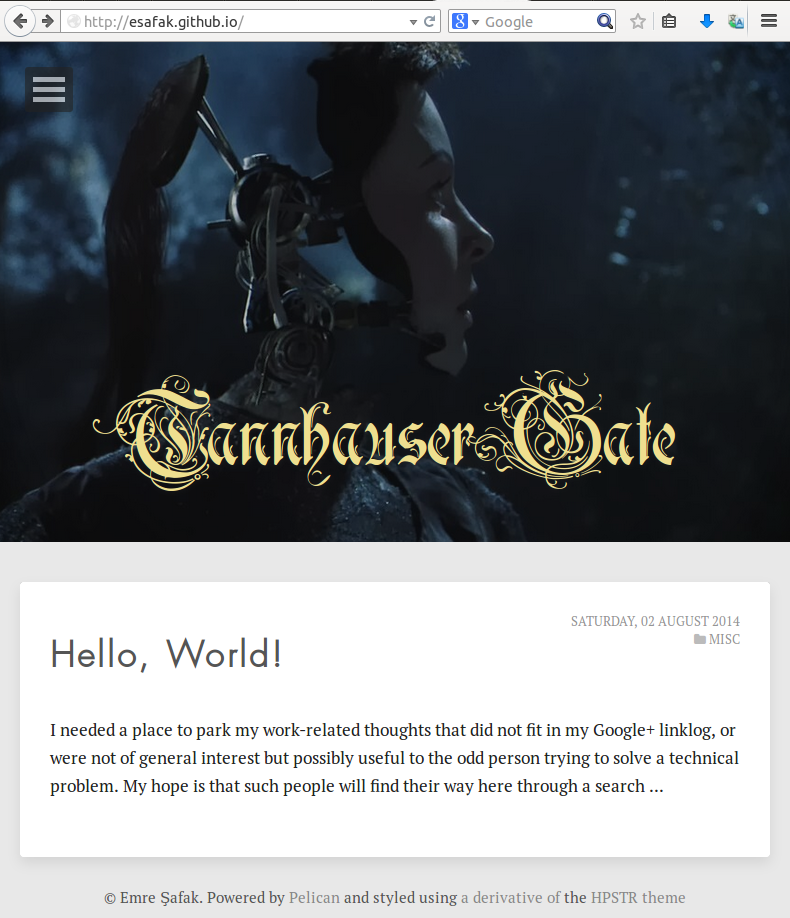 http://esafak.github.io/
Google
Tannhauser Gate
SATURDAY, 02 AUGUST 2014
MISC
Hello, World!
I needed a place to park my work-related thoughts that did not fit in my Google+ linklog, or
were not of general interest but possibly useful to the odd person trying to solve a technical
problem. My hope is that such people will find their way here through a search ...
© Emre Şafak. Powered by Pelican and styled using a derivative of the HPSTR theme